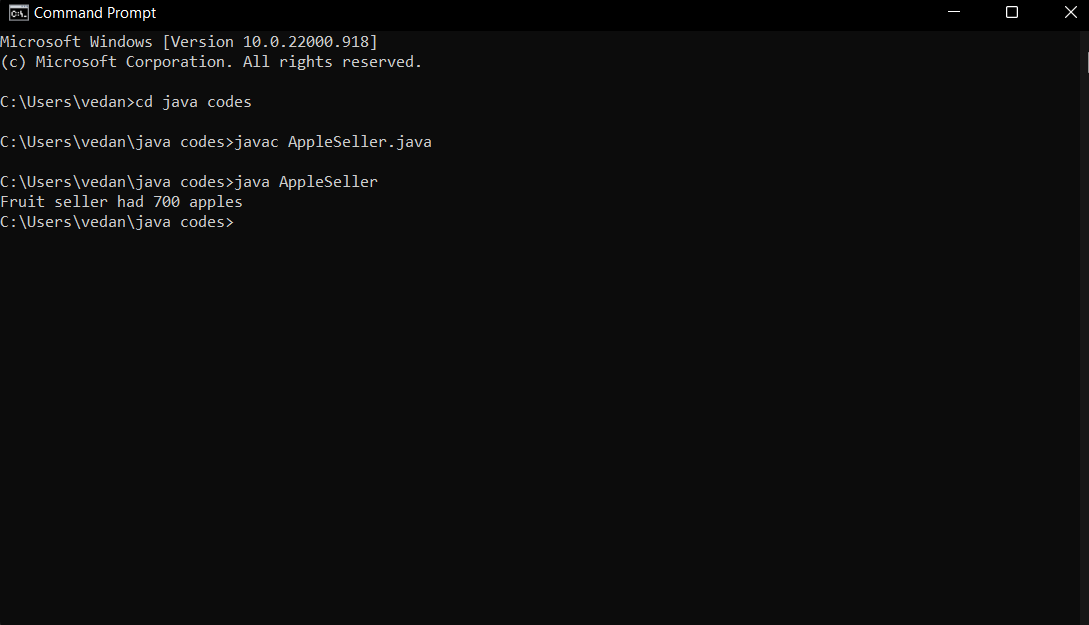 Command Prompt
Microsoft Windows [Version 10.0.22000.918]
(c) Microsoft Corporation. All rights reserved.
C:\Users\vedan>cd java codes
C:\Users\vedan\java codes>javac AppleSeller.java
C:\Users\vedan\java codes>java AppleSeller
Fruit seller had 700 apples
C:\Users\vedan\java codes>